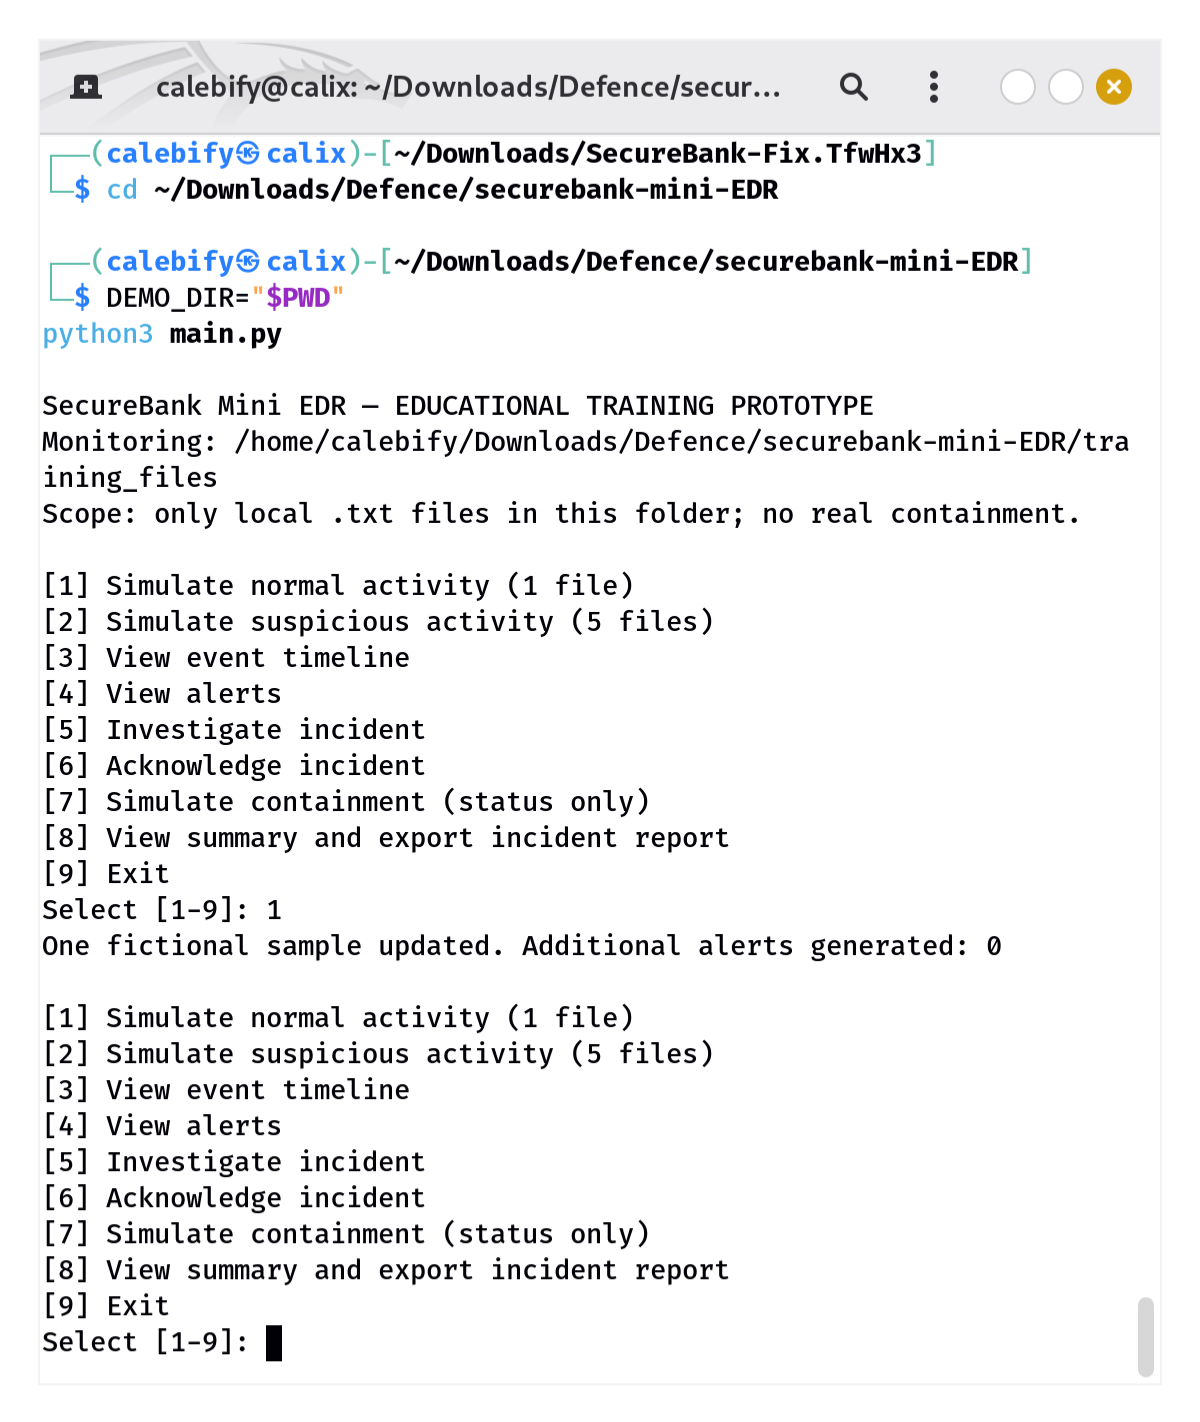 calebify@calix: ~/Downloads/Defence/secur...
┌──(calebify㉿calix)-[~/Downloads/SecureBank-Fix.TfwHx3]
└─$ cd ~/Downloads/Defence/securebank-mini-EDR
┌──(calebify㉿calix)-[~/Downloads/Defence/securebank-mini-EDR]
└─$ DEMO_DIR="$PWD"
python3 main.py
SecureBank Mini EDR — EDUCATIONAL TRAINING PROTOTYPE
Monitoring: /home/calebify/Downloads/Defence/securebank-mini-EDR/tra
ining_files
Scope: only local .txt files in this folder; no real containment.
[1] Simulate normal activity (1 file)
[2] Simulate suspicious activity (5 files)
[3] View event timeline
[4] View alerts
[5] Investigate incident
[6] Acknowledge incident
[7] Simulate containment (status only)
[8] View summary and export incident report
[9] Exit
Select [1-9]: 1
One fictional sample updated. Additional alerts generated: 0
[1] Simulate normal activity (1 file)
[2] Simulate suspicious activity (5 files)
[3] View event timeline
[4] View alerts
[5] Investigate incident
[6] Acknowledge incident
[7] Simulate containment (status only)
[8] View summary and export incident report
[9] Exit
Select [1-9]: